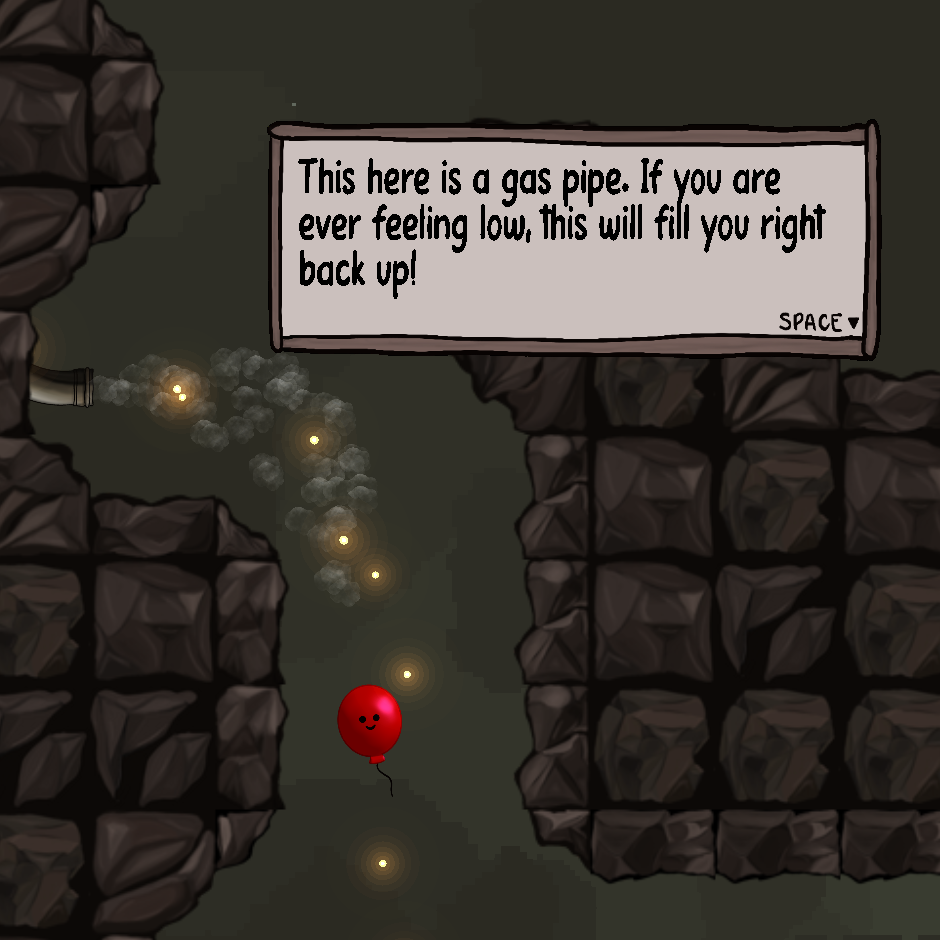 This here is a gas pipe. If you are
ever feeling low, this will fill you right
back up!
SPACE ▼